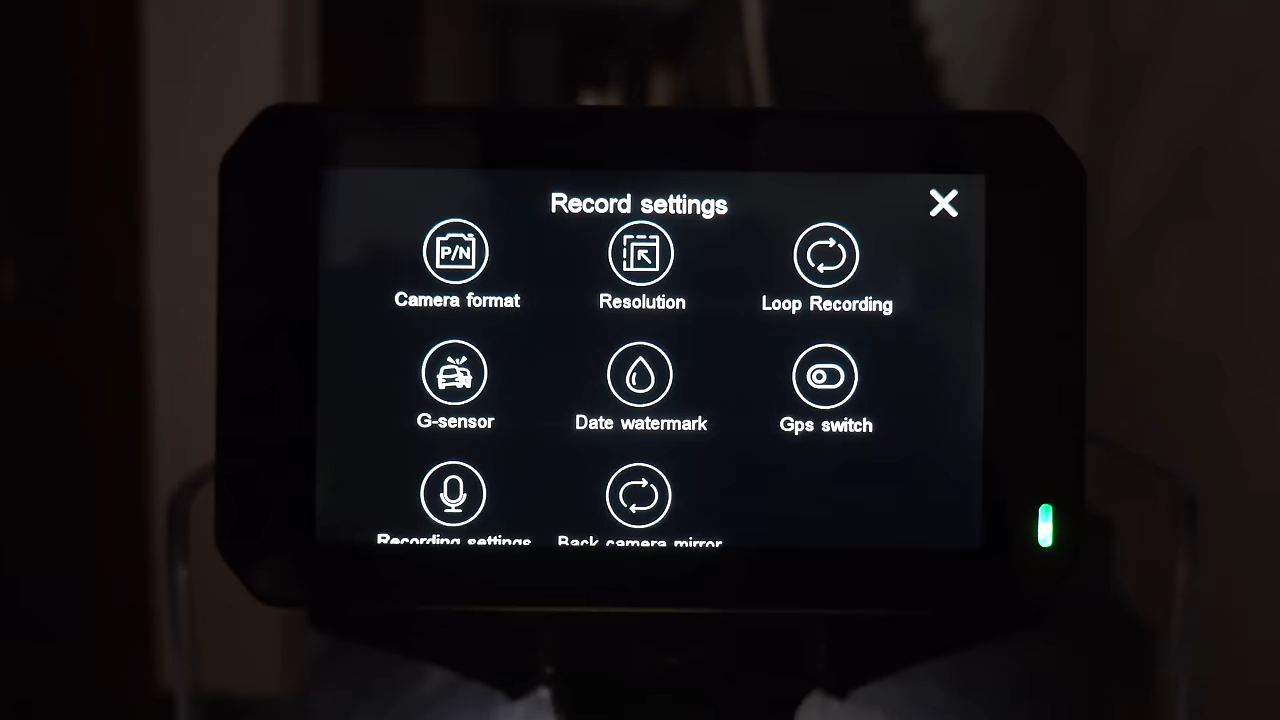 Record settings
P/N
Camera format
Resolution
Loop Recording
G-sensor
Date watermark
Gps switch
Recording settings
Back camera mirror